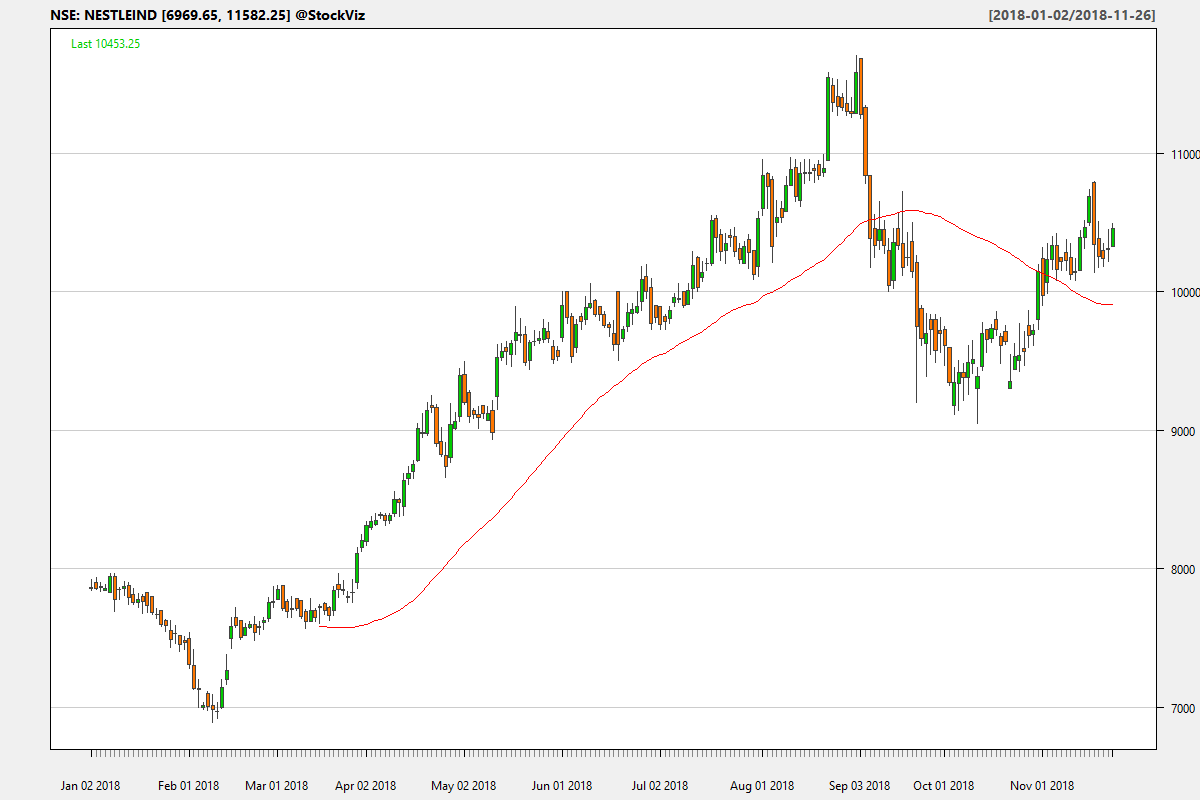 NSE: NESTLEIND [6969.65, 11582.25] @StockViz [2018-01-02/2018-11-26]
Last 10453.25
11000
10000
9000
8000
7000
Jan 02 2018 Feb 01 2018 Mar 01 2018 Apr 02 2018 May 02 2018 Jun 01 2018 Jul 02 2018 Aug 01 2018 Sep 03 2018 Oct 01 2018 Nov 01 2018